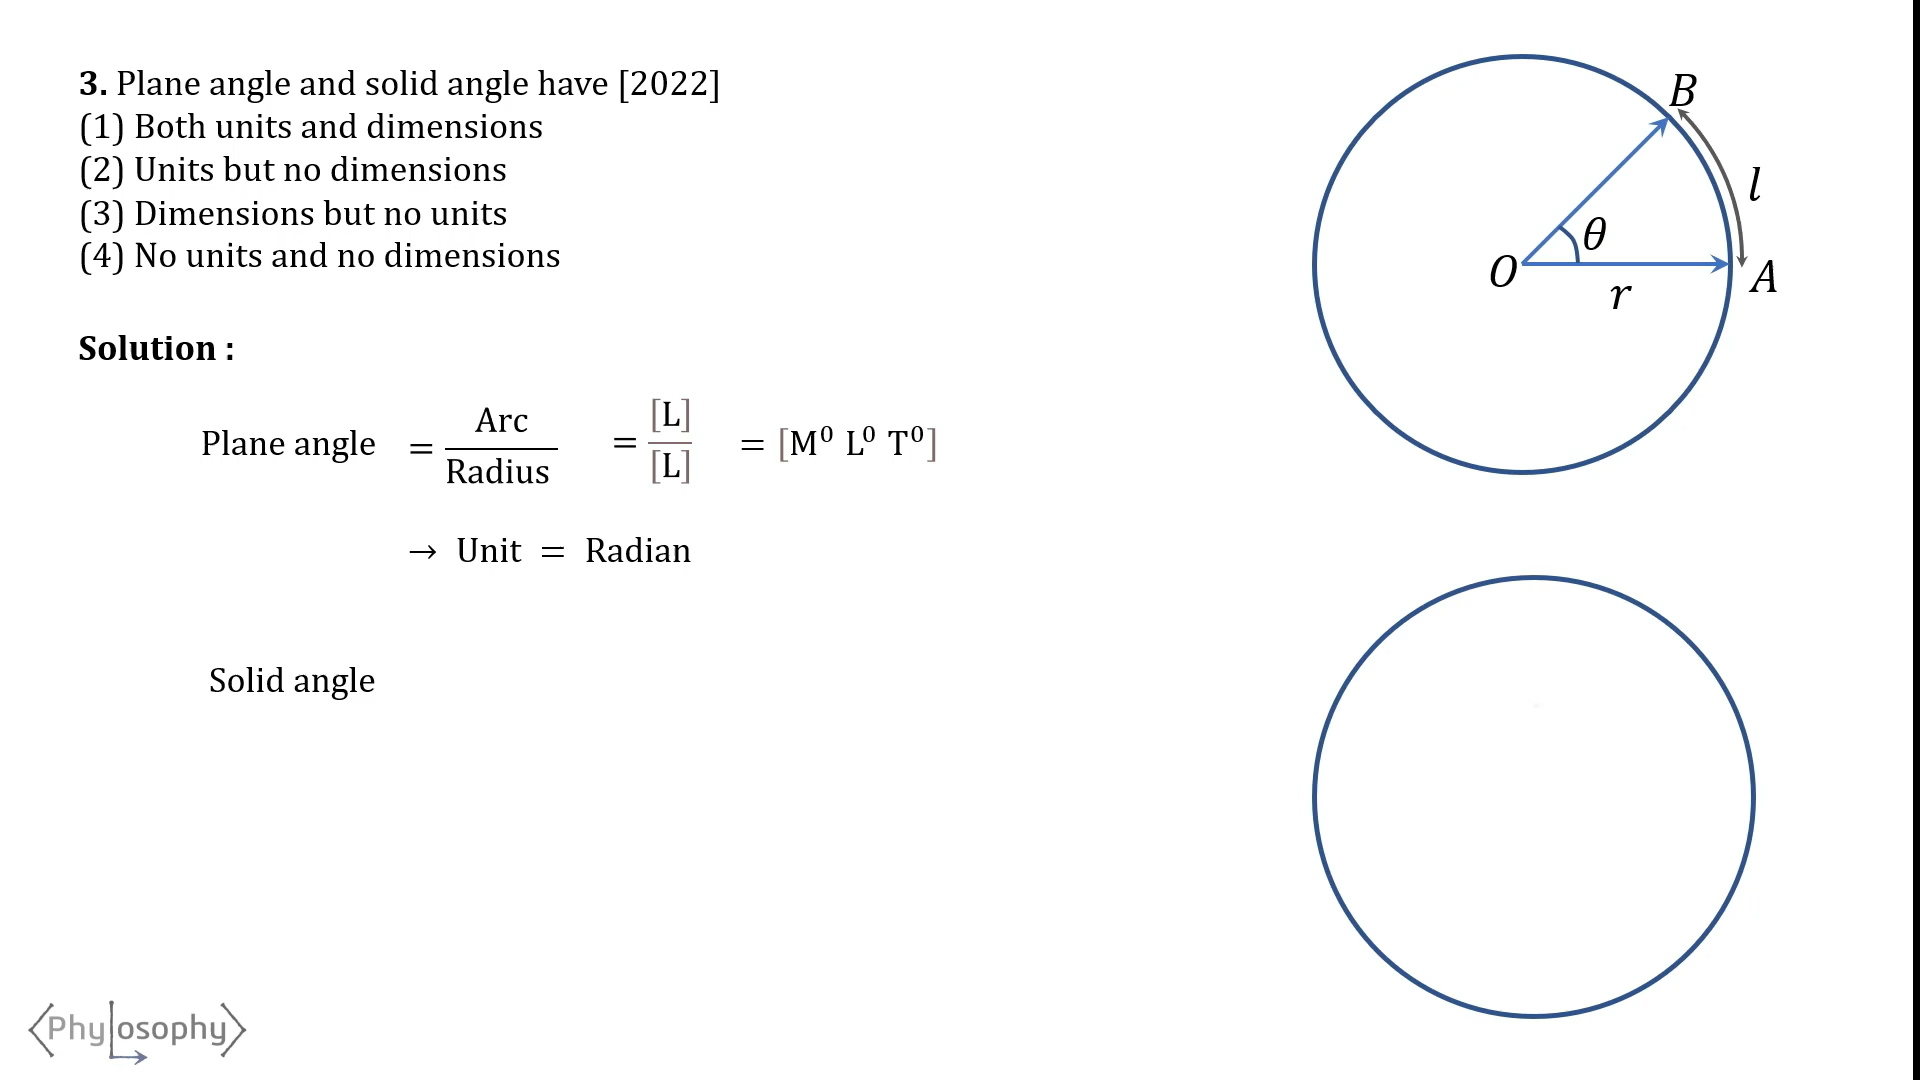 3. Plane angle and solid angle have [2022]
(1) Both units and dimensions
(2) Units but no dimensions
(3) Dimensions but no units
(4) No units and no dimensions
Solution :
Plane angle = Arc / Radius = [L] / [L] = [M⁰ L⁰ T⁰]
→ Unit = Radian
Solid angle
B
l
θ
O
r
A
Phylosophy